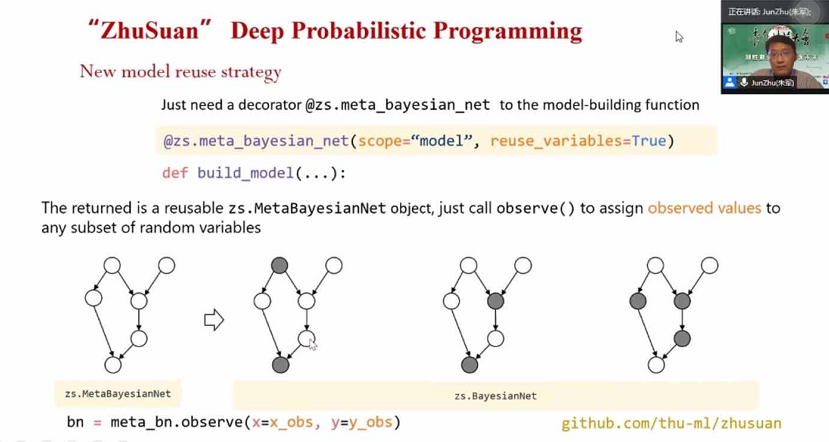 正在讲话: JunZhu(朱军);
JunZhu(朱军)
“ZhuSuan” Deep Probabilistic Programming
New model reuse strategy
Just need a decorator @zs.meta_bayesian_net to the model-building function
@zs.meta_bayesian_net(scope=“model”, reuse_variables=True)
def build_model(...):
The returned is a reusable zs.MetaBayesianNet object, just call observe() to assign observed values to
any subset of random variables
zs.MetaBayesianNet
zs.BayesianNet
bn = meta_bn.observe(x=x_obs, y=y_obs)
github.com/thu-ml/zhusuan